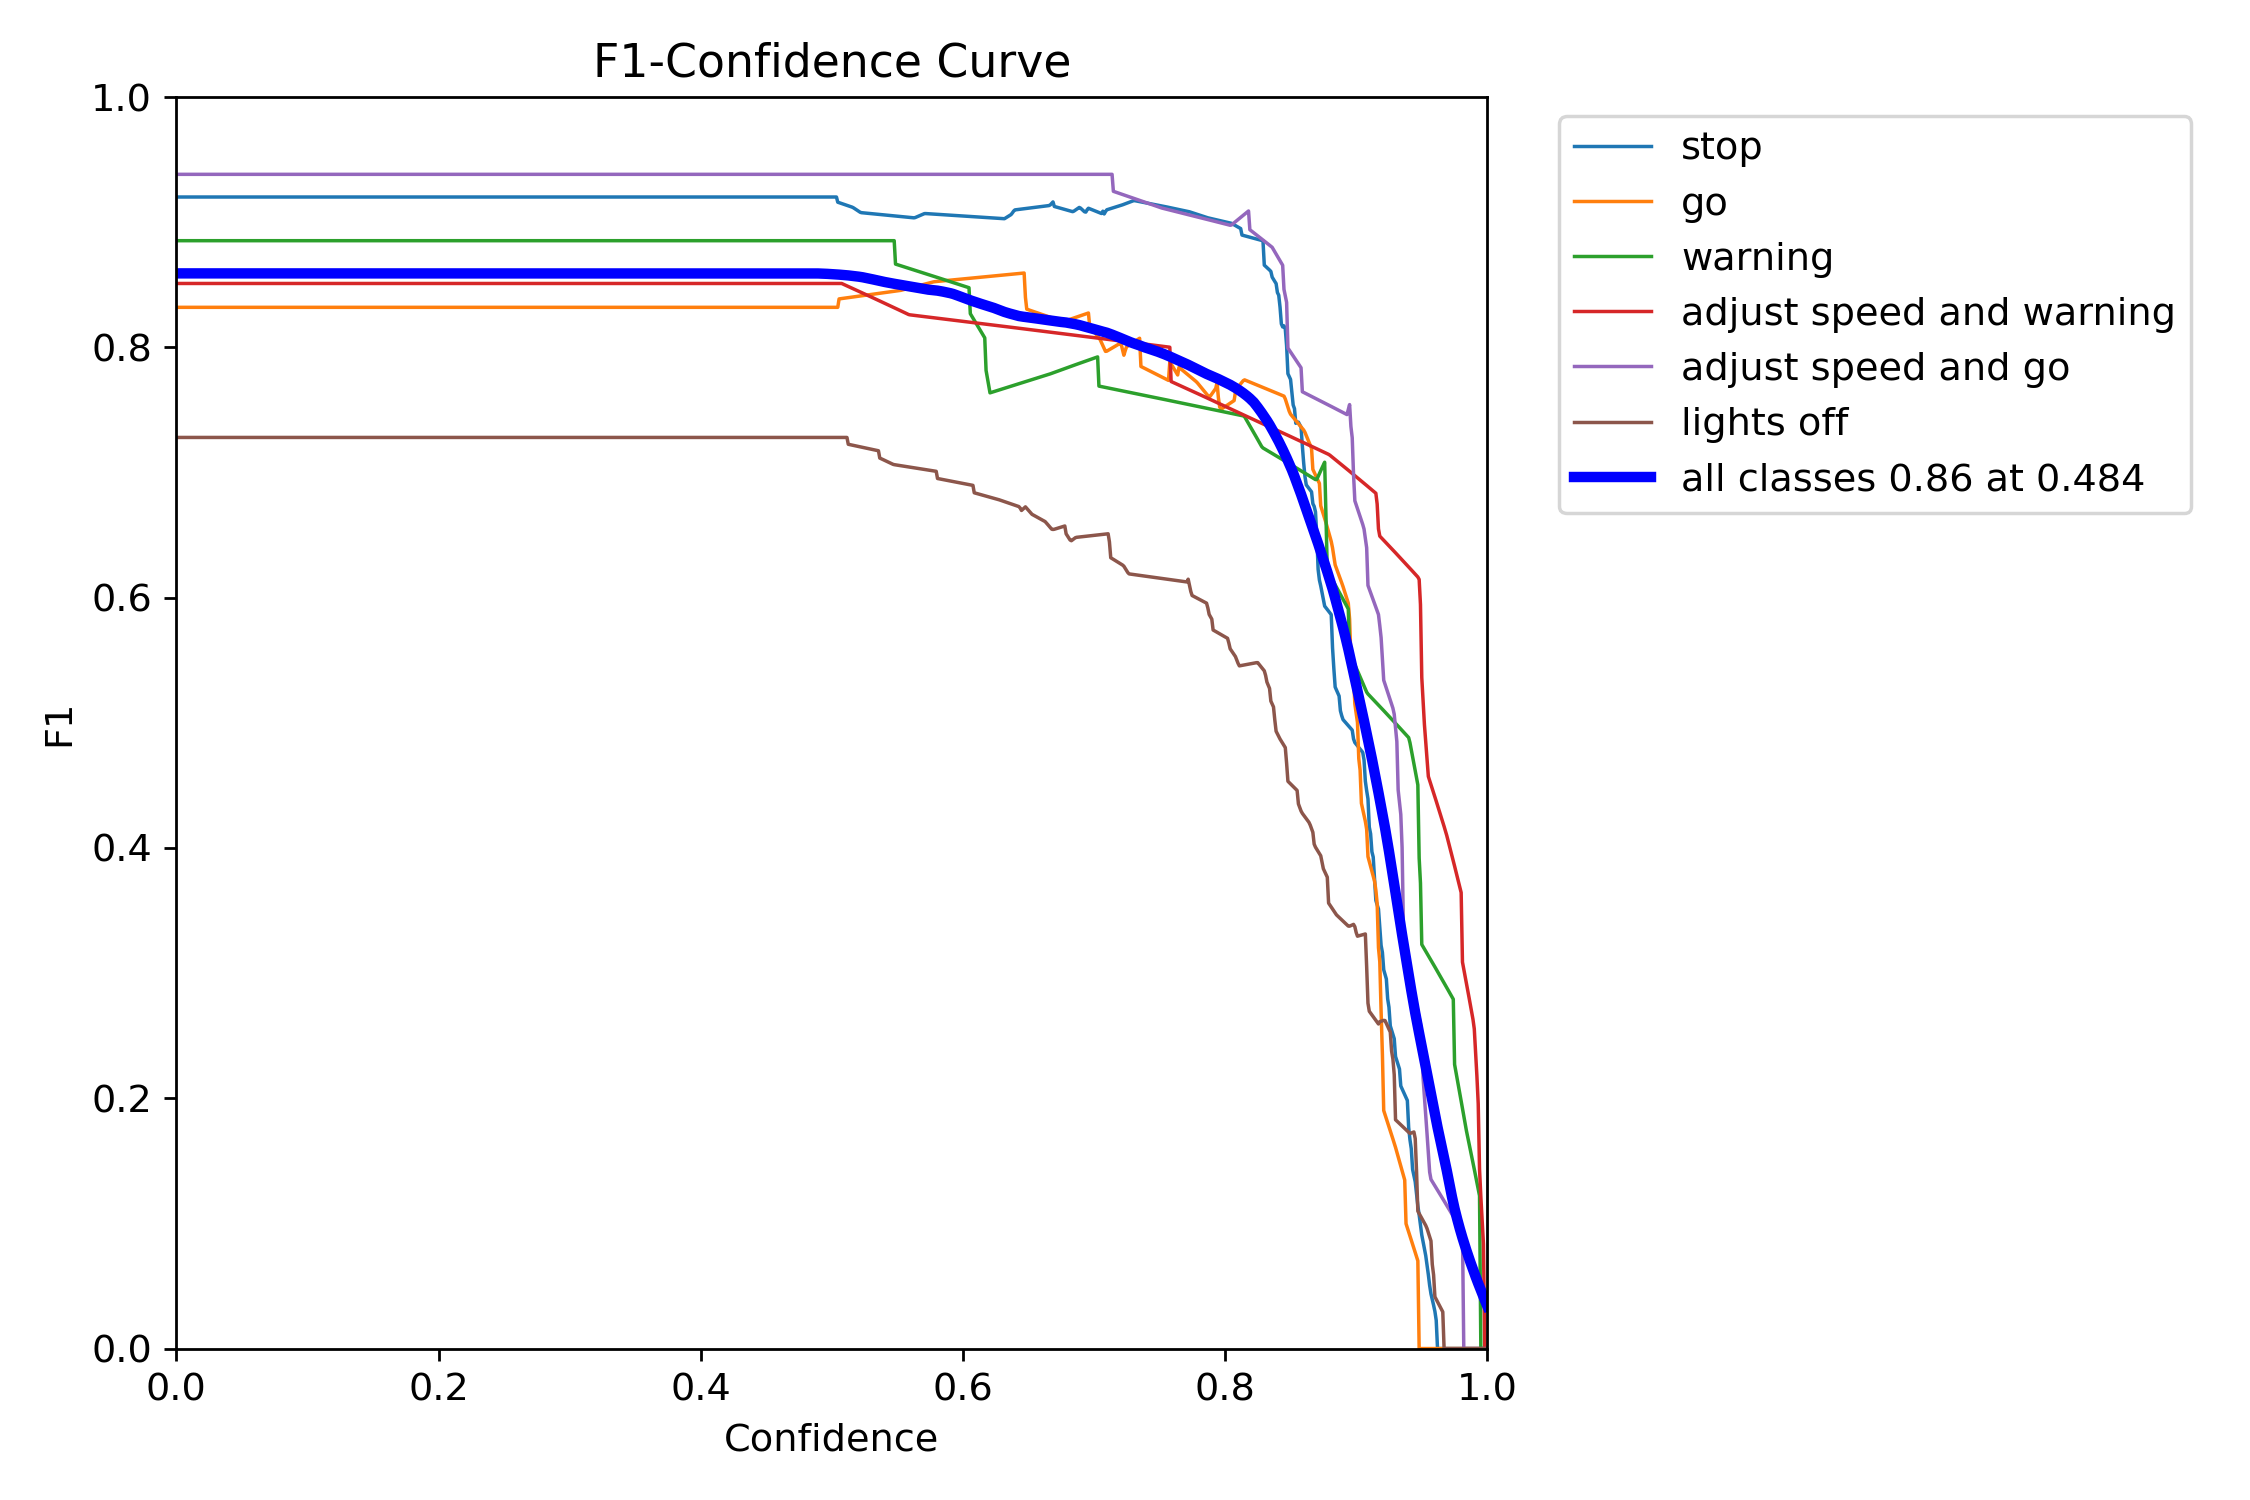 F1-Confidence Curve
1.0
0.8
0.6
0.4
0.2
0.0
F1
0.0 0.2 0.4 0.6 0.8 1.0
Confidence
stop
go
warning
adjust speed and warning
adjust speed and go
lights off
all classes 0.86 at 0.484